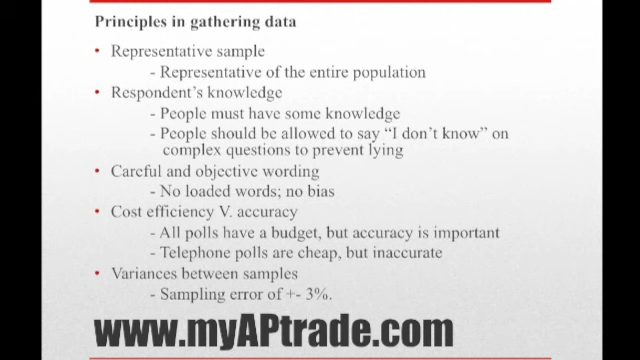 Principles in gathering data
• Representative sample
- Representative of the entire population
• Respondent's knowledge
- People must have some knowledge
- People should be allowed to say “I don't know” on
complex questions to prevent lying
• Careful and objective wording
- No loaded words; no bias
• Cost efficiency V. accuracy
- All polls have a budget, but accuracy is important
- Telephone polls are cheap, but inaccurate
• Variances between samples
- Sampling error of +- 3%.
www.myAPtrade.com